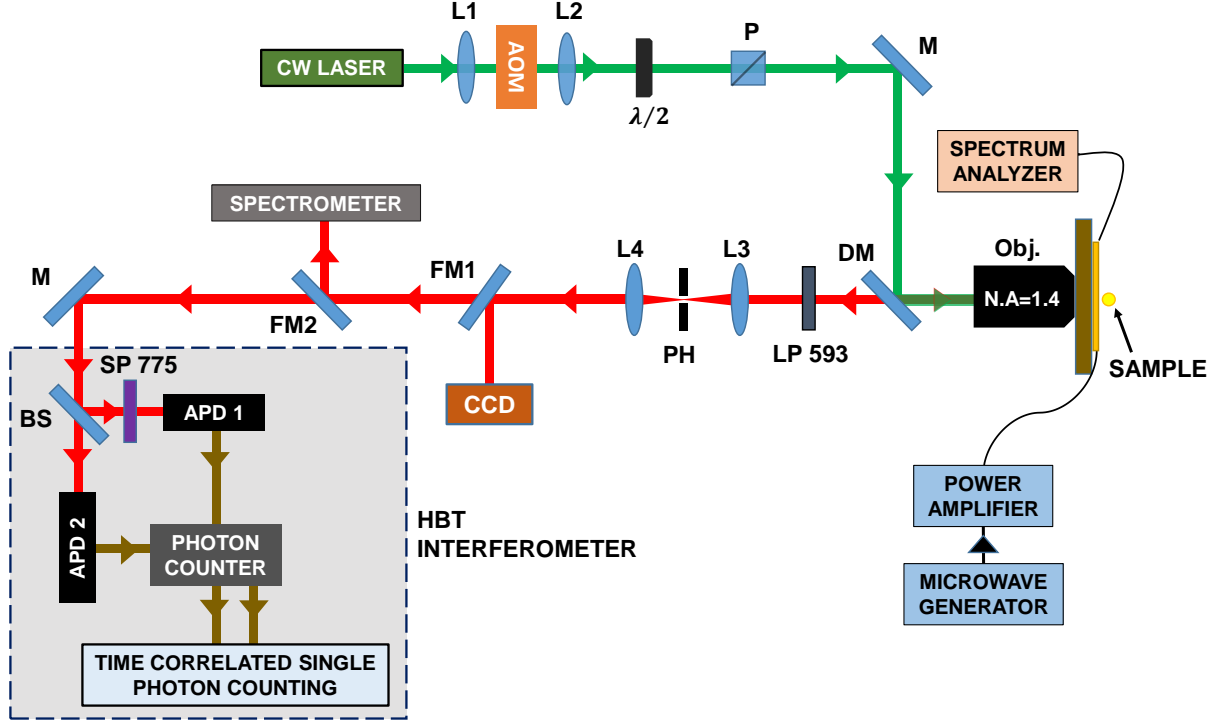 L1
L2
CW LASER
AOM
λ/2
P
M
SPECTRUM
ANALYZER
SPECTROMETER
Obj.
N.A=1.4
DM
L3
L4
FM1
M
FM2
PH
LP 593
SAMPLE
SP 775
BS
APD 1
CCD
APD 2
PHOTON
COUNTER
HBT
INTERFEROMETER
POWER
AMPLIFIER
MICROWAVE
GENERATOR
TIME CORRELATED SINGLE
PHOTON COUNTING